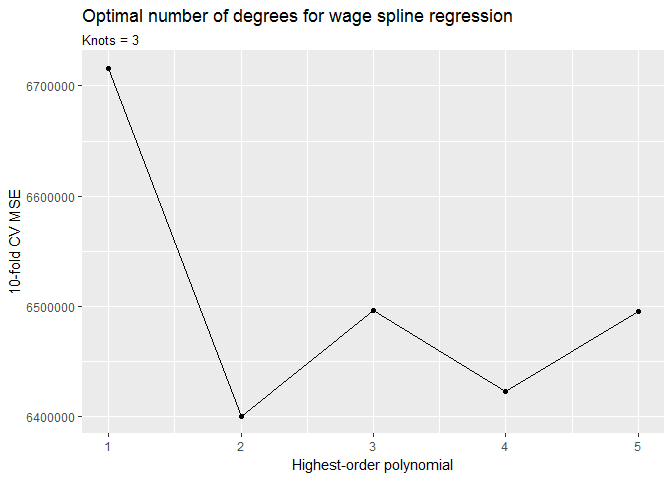 Optimal number of degrees for wage spline regression
Knots = 3
10-fold CV MSE
6700000
6600000
6500000
6400000
1 2 3 4 5
Highest-order polynomial